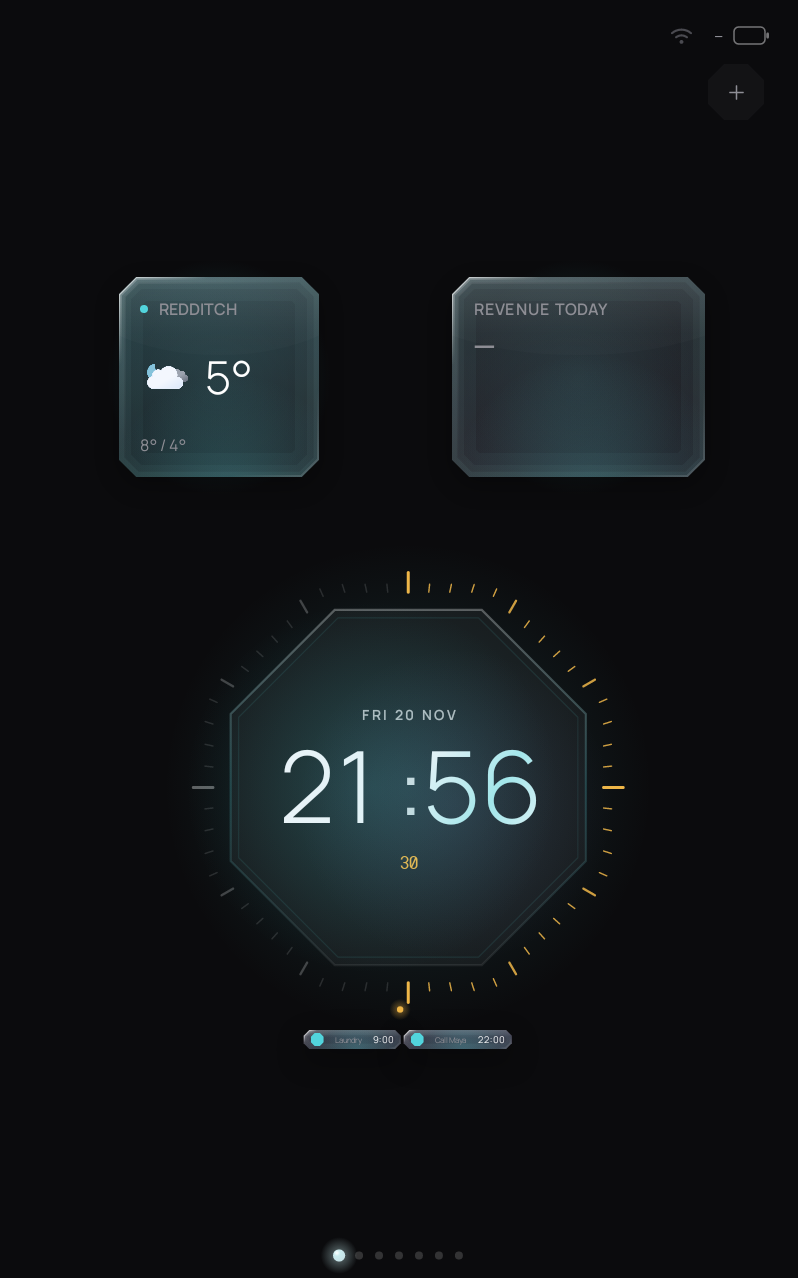 REDDITCH
5°
8° / 4°
REVENUE TODAY
—
FRI 20 NOV
21 :56
30
Laundry 9:00
Call Maya 22:00